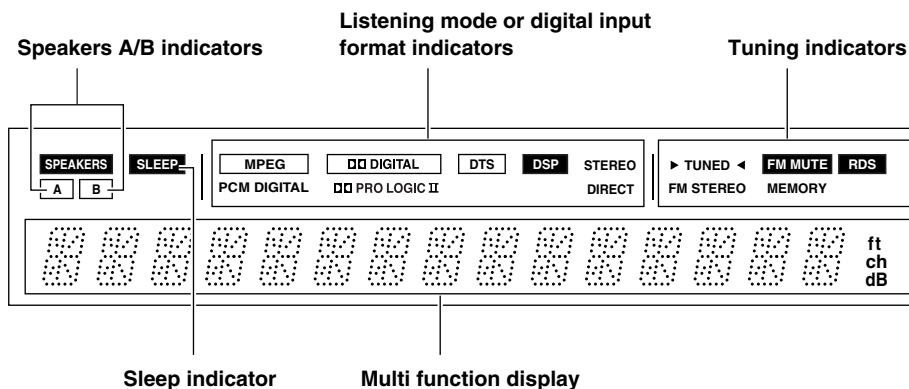 Listening mode or digital input
format indicators
Speakers A/B indicators
Tuning indicators
SPEAKERS SLEEP MPEG DIGITAL DTS DSP STEREO ► TUNED ◄ FM MUTE RDS
A B PCM DIGITAL PRO LOGIC II DIRECT FM STEREO MEMORY
ft
ch
dB
Sleep indicator
Multi function display